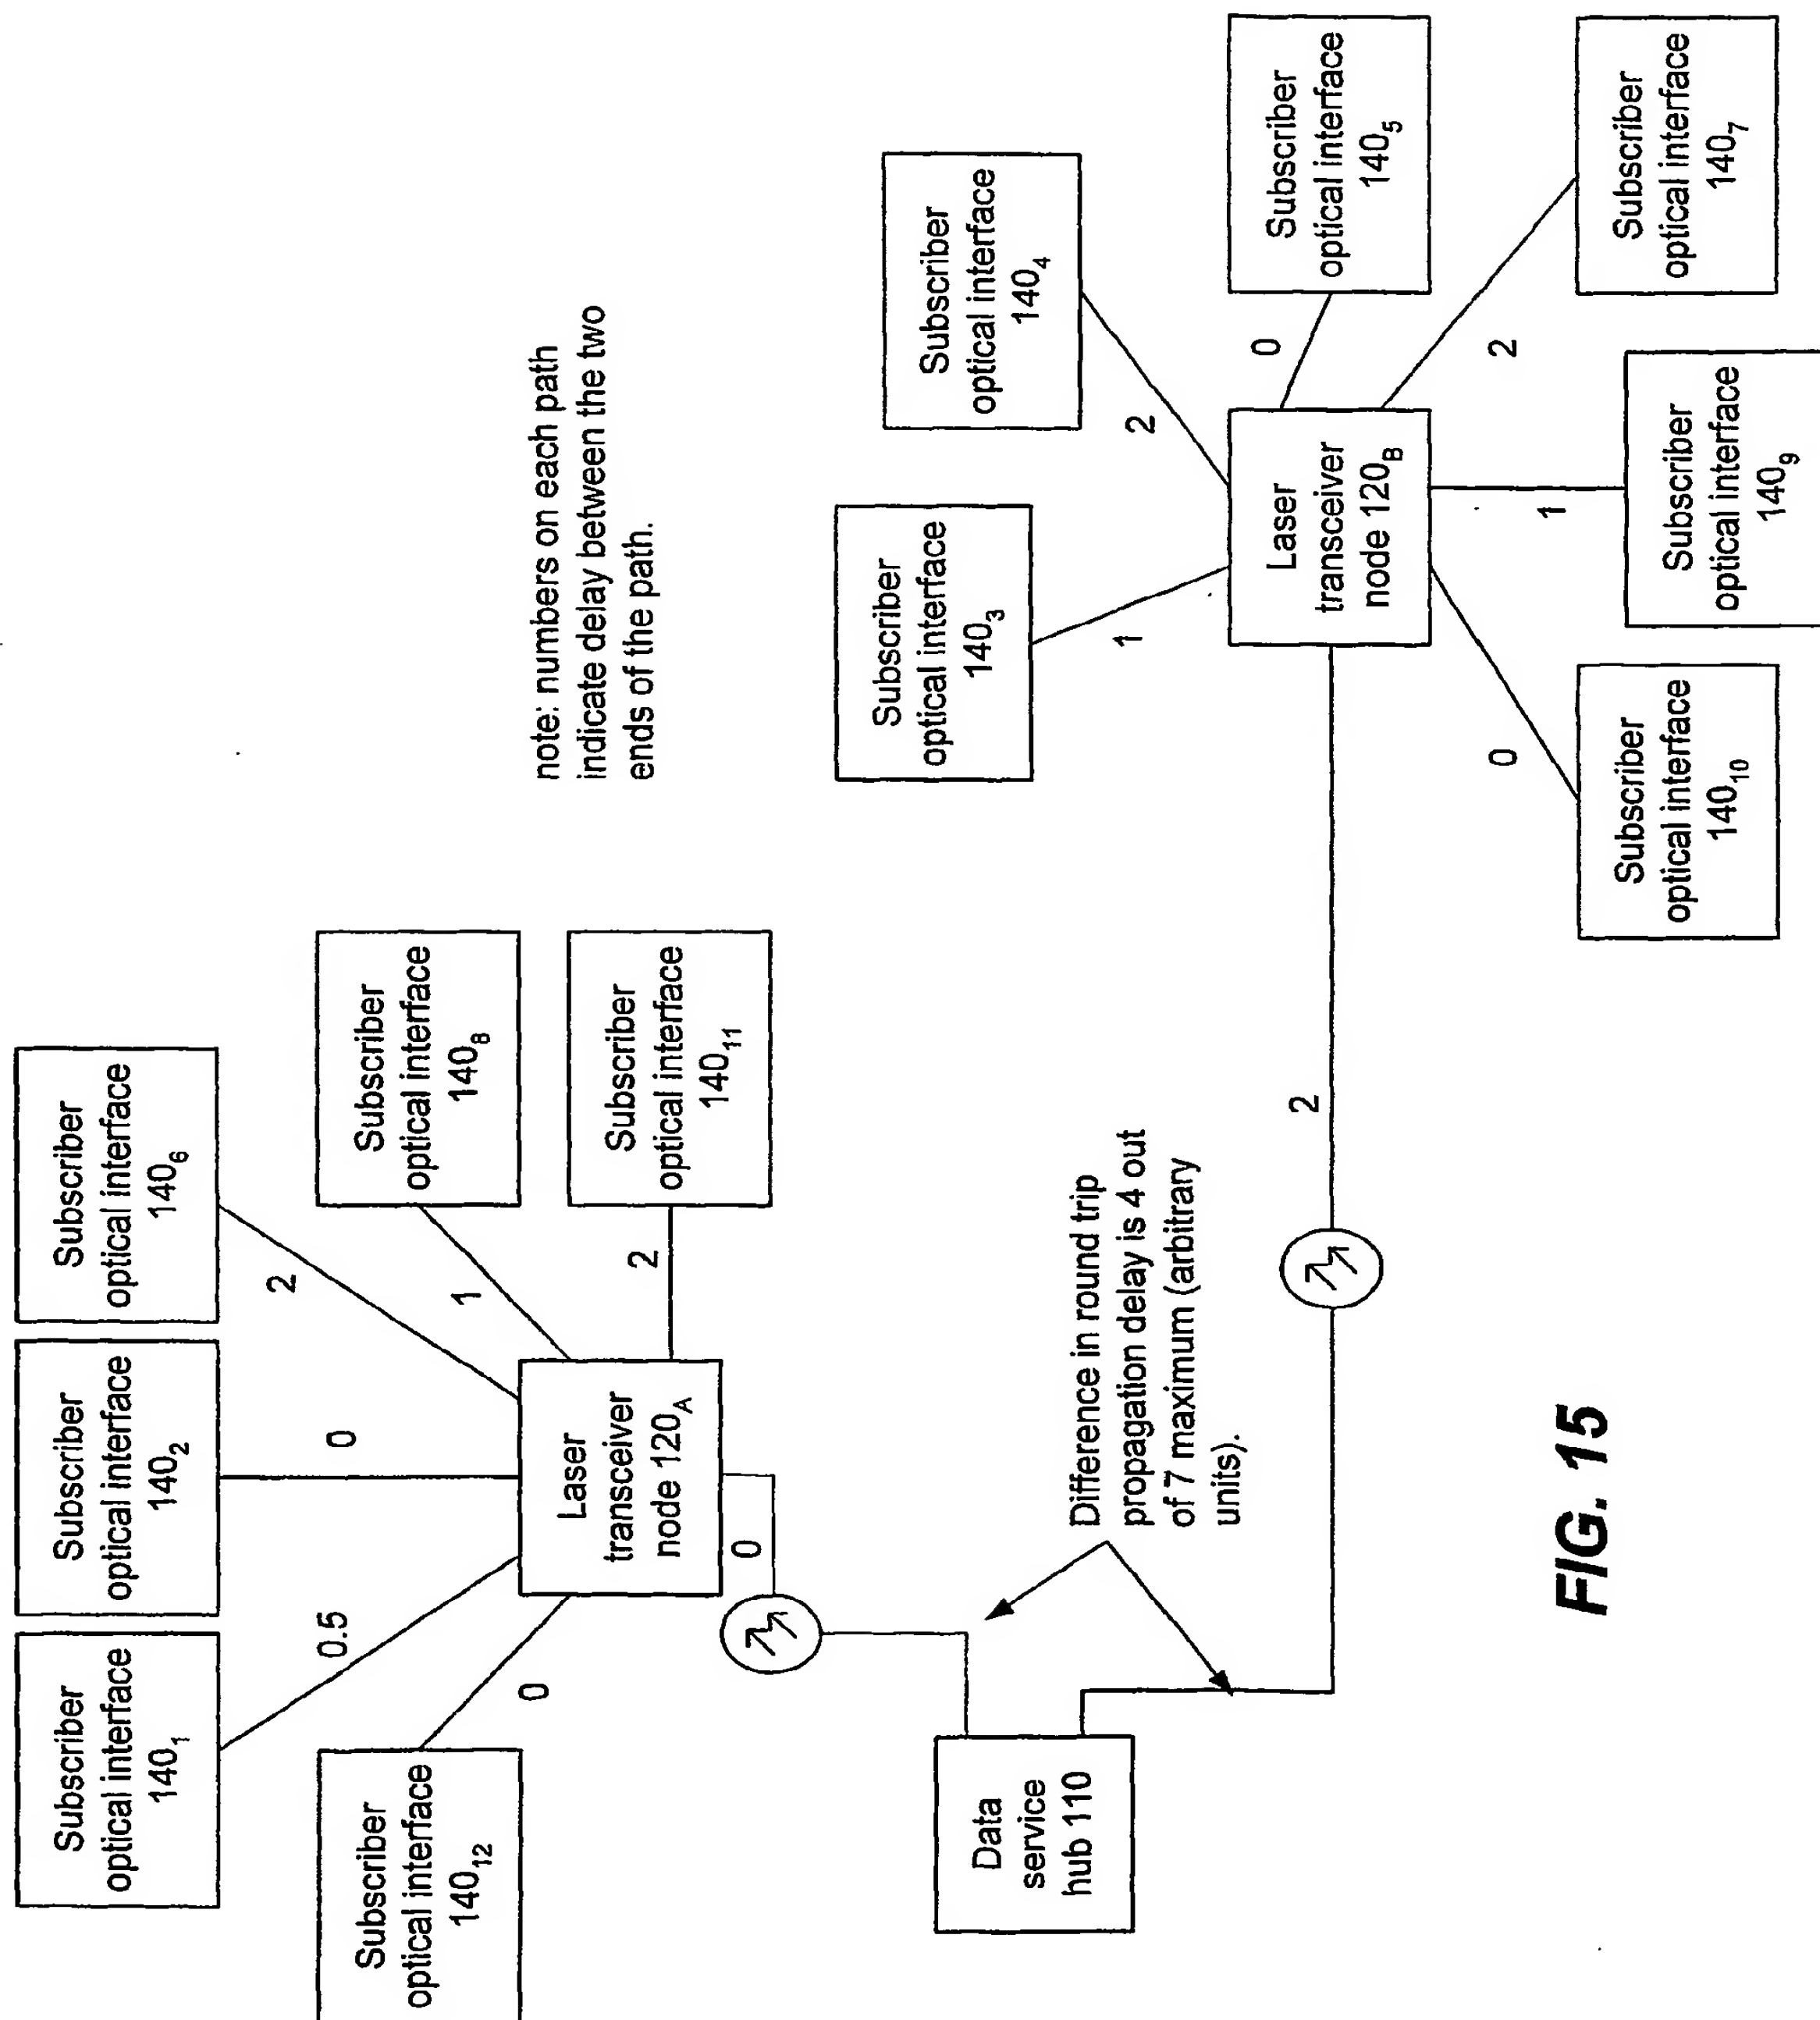 Subscriber
optical interface
140₁
Subscriber
optical interface
140₂
Subscriber
optical interface
140₆
0.5
0
2
Subscriber
optical interface
140₁₂
Subscriber
optical interface
140₈
0
1
Laser
transceiver
node 120A
Subscriber
optical interface
140₁₁
2
0
note: numbers on each path
indicate delay between the two
ends of the path.
Data
service
hub 110
Difference in round trip
propagation delay is 4 out
of 7 maximum (arbitrary
units).
2
Subscriber
optical interface
140₃
Subscriber
optical interface
140₄
1
2
Laser
transceiver
node 120B
0
Subscriber
optical interface
140₅
0
1
2
Subscriber
optical interface
140₁₀
Subscriber
optical interface
140₉
Subscriber
optical interface
140₇
FIG. 15